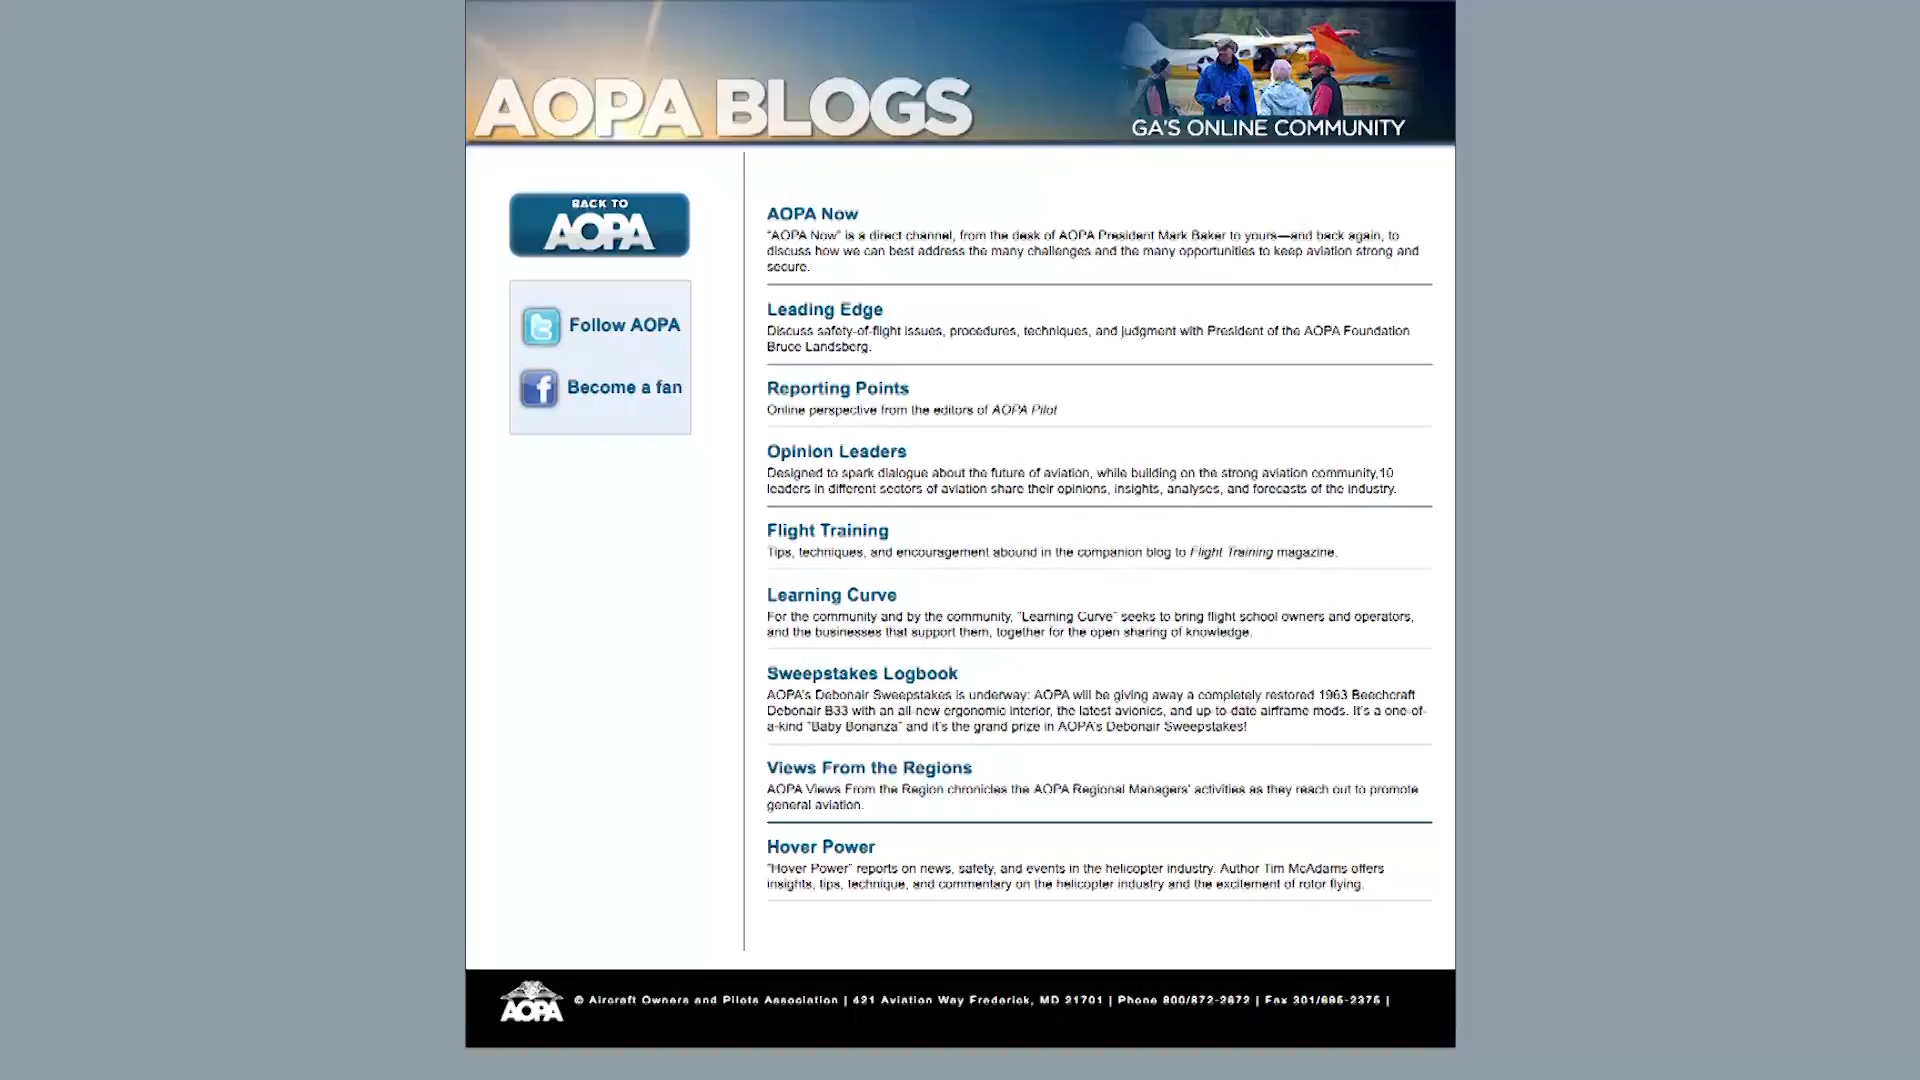 AOPA BLOGS
GA'S ONLINE COMMUNITY
BACK TO
AOPA
Follow AOPA
Become a fan
AOPA Now
"AOPA Now" is a direct channel, from the desk of AOPA President Mark Baker to yours—and back again, to
discuss how we can best address the many challenges and the many opportunities to keep aviation strong and
secure.
Leading Edge
Discuss safety-of-flight issues, procedures, techniques, and judgment with President of the AOPA Foundation
Bruce Landsberg.
Reporting Points
Online perspective from the editors of AOPA Pilot
Opinion Leaders
Designed to spark dialogue about the future of aviation, while building on the strong aviation community,10
leaders in different sectors of aviation share their opinions, insights, analyses, and forecasts of the industry.
Flight Training
Tips, techniques, and encouragement abound in the companion blog to Flight Training magazine.
Learning Curve
For the community and by the community, "Learning Curve" seeks to bring flight school owners and operators,
and the businesses that support them, together for the open sharing of knowledge.
Sweepstakes Logbook
AOPA's Debonair Sweepstakes is underway: AOPA will be giving away a completely restored 1963 Beechcraft
Debonair B33 with an all-new ergonomic interior, the latest avionics, and up-to-date airframe mods. It's a one-of-
a-kind "Baby Bonanza" and it's the grand prize in AOPA's Debonair Sweepstakes!
Views From the Regions
AOPA Views From the Region chronicles the AOPA Regional Managers' activities as they reach out to promote
general aviation.
Hover Power
"Hover Power" reports on news, safety, and events in the helicopter industry. Author Tim McAdams offers
insights, tips, technique, and commentary on the helicopter industry and the excitement of rotor flying.
AOPA
© Aircraft Owners and Pilots Association | 421 Aviation Way Frederick, MD 21701 | Phone 800/872-2672 | Fax 301/695-2375 |